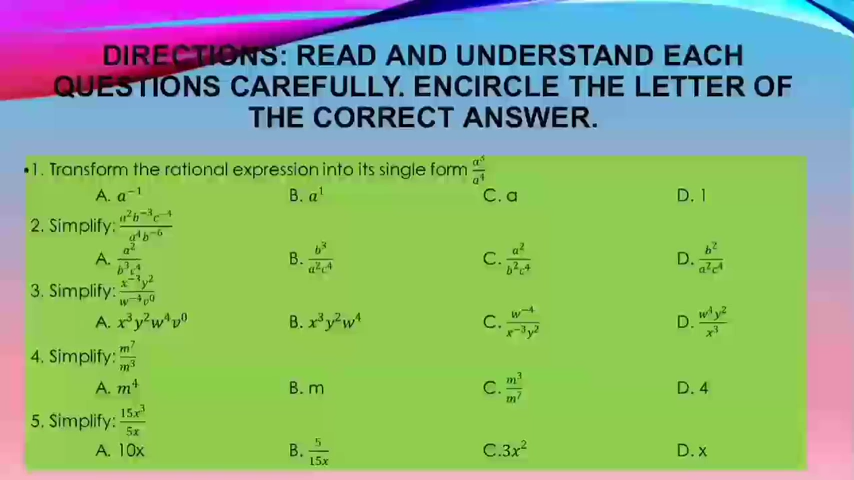 DIRECTIONS: READ AND UNDERSTAND EACH
QUESTIONS CAREFULLY. ENCIRCLE THE LETTER OF
THE CORRECT ANSWER.
•1. Transform the rational expression into its single form a³/a⁴
A. a⁻¹ B. a¹ C. a D. 1
2. Simplify: a²b⁻³c⁻⁴/a⁴b⁻⁶
A. a²/b³c⁴ B. b³/a²c⁴ C. a²/b²c⁴ D. b²/a²c⁴
3. Simplify: x⁻³y²/w⁻⁴v⁰
A. x³y²w⁴v⁰ B. x³y²w⁴ C. w⁻⁴/x⁻³y² D. w⁴y²/x³
4. Simplify: m⁷/m³
A. m⁴ B. m C. m³/m⁷ D. 4
5. Simplify: 15x³/5x
A. 10x B. 5/15x C.3x² D. x